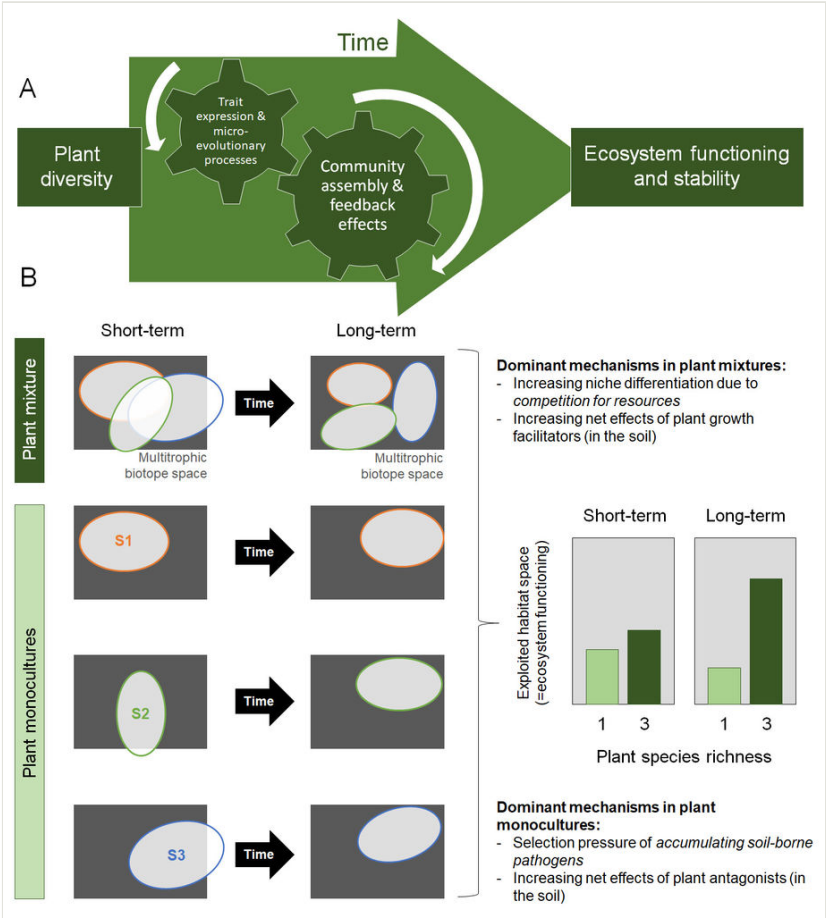 Time
A
Plant
diversity
Trait
expression &
micro-
evolutionary
processes
Community
assembly &
feedback
effects
Ecosystem functioning
and stability
B
Short-term
Long-term
Plant mixture
Time
Multitrophic
biotope space
Multitrophic
biotope space
Dominant mechanisms in plant mixtures:
- Increasing niche differentiation due to
competition for resources
- Increasing net effects of plant growth
facilitators (in the soil)
Plant monocultures
S1
Time
S2
Time
S3
Time
Short-term
Long-term
Exploited habitat space
(=ecosystem functioning)
1
3
1
3
Plant species richness
Dominant mechanisms in plant
monocultures:
- Selection pressure of accumulating soil-borne
pathogens
- Increasing net effects of plant antagonists (in
the soil)